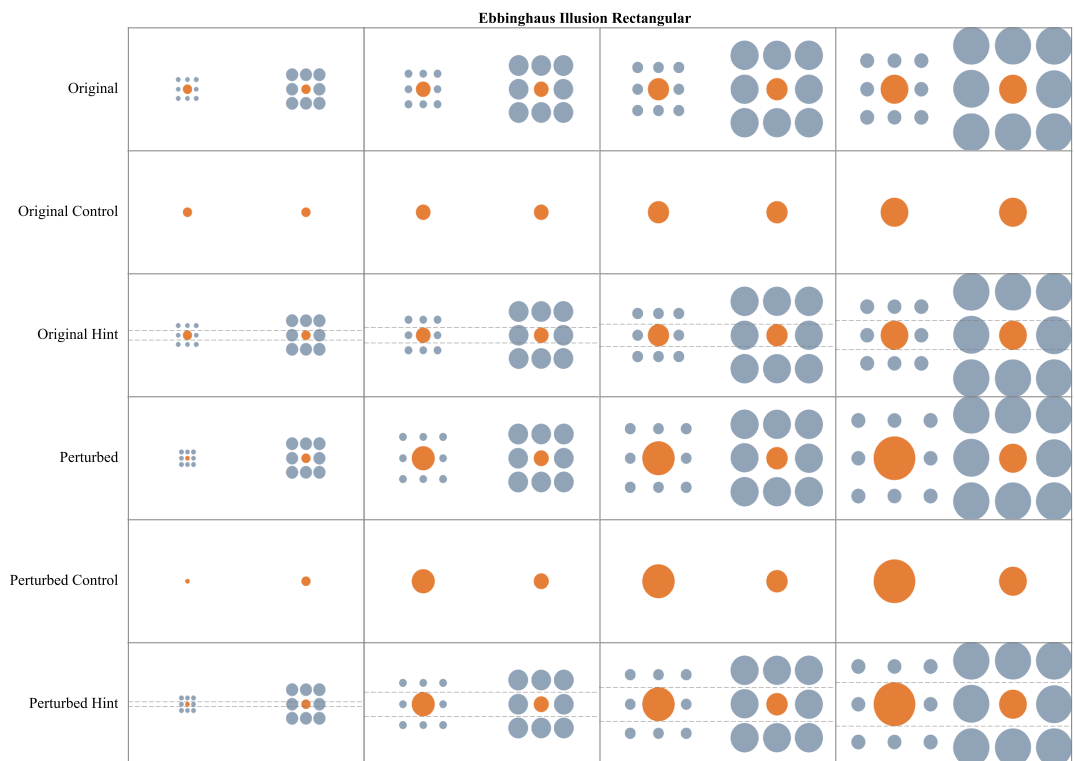 Ebbinghaus Illusion Rectangular
Original
Original Control
Original Hint
Perturbed
Perturbed Control
Perturbed Hint